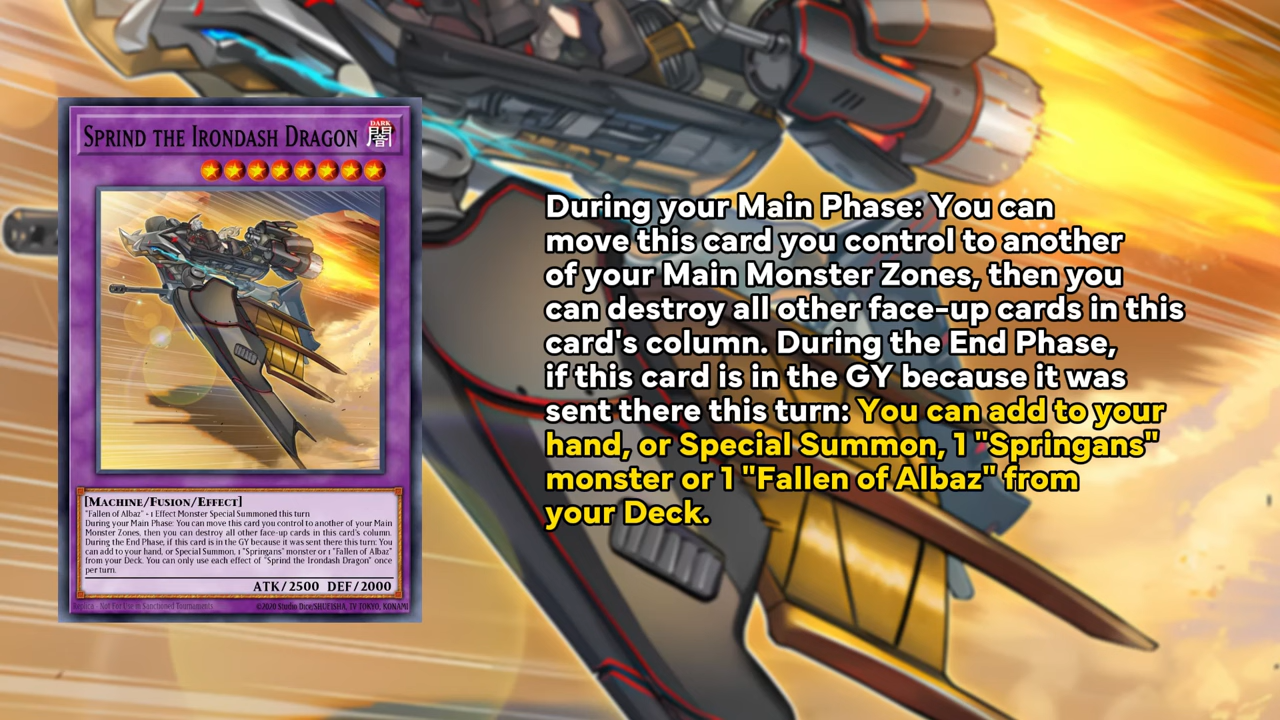 SPRIND THE IRONDASH DRAGON
DARK
闇
[MACHINE/FUSION/EFFECT]
"Fallen of Albaz" - 1 Effect Monster Special Summoned this turn
During your Main Phase: You can move this card you control to another of your Main
Monster Zones, then you can destroy all other face-up cards in this card's column.
During the End Phase, if this card is in the GY because it was sent there this turn: You
can add to your hand, or Special Summon, 1 "Springans" monster or 1 "Fallen of Albaz"
from your Deck. You can only use each effect of "Sprind the Irondash Dragon" once
per turn.
ATK/2500 DEF/2000
Replica - Not For Use in Sanctioned Tournaments
©2020 Studio Dice/SHUEISHA, TV TOKYO, KONAMI
During your Main Phase: You can
move this card you control to another
of your Main Monster Zones, then you
can destroy all other face-up cards in this
card's column. During the End Phase,
if this card is in the GY because it was
sent there this turn: You can add to your
hand, or Special Summon, 1 "Springans"
monster or 1 "Fallen of Albaz" from
your Deck.